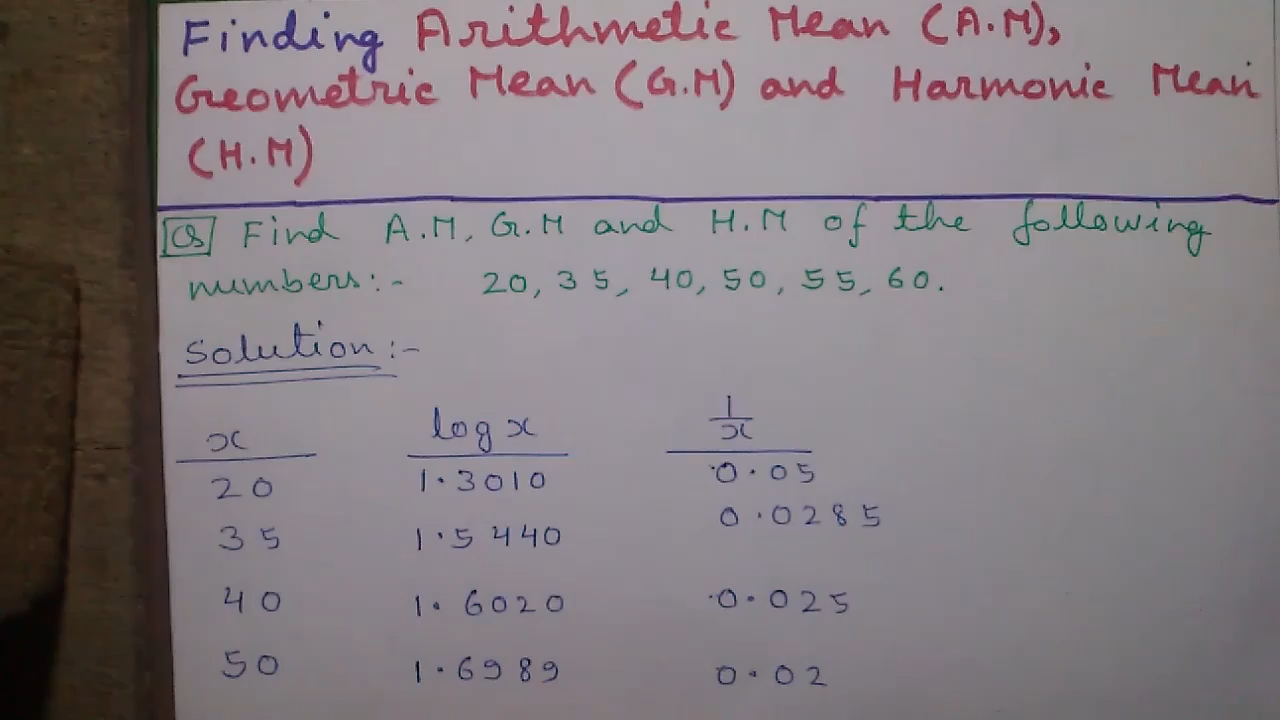 Finding Arithmetic Mean (A.M),
Geometric Mean (G.M) and Harmonic Mean
(H.M)
Q Find A.M, G.M and H.M of the following
numbers:- 20, 35, 40, 50, 55, 60.
Solution:-
x log x 1/x
20 1.3010 0.05
35 1.5440 0.0285
40 1.6020 0.025
50 1.6989 0.02